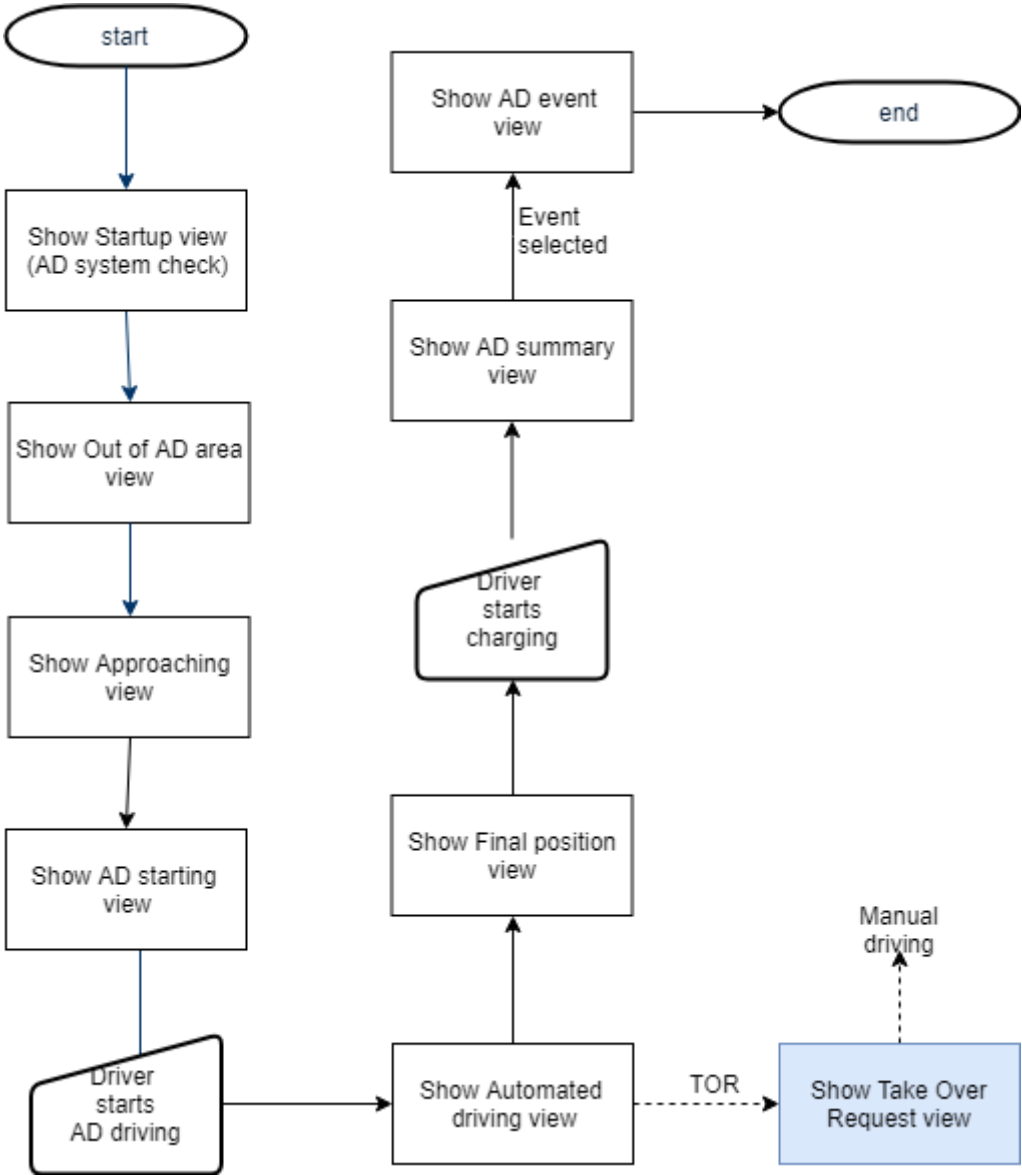 start
Show Startup view
(AD system check)
Show Out of AD area
view
Show Approaching
view
Show AD starting
view
Driver
starts
AD driving
Show Automated
driving view
TOR
Show Take Over
Request view
Manual
driving
Show Final position
view
Driver
starts
charging
Show AD summary
view
Event
selected
Show AD event
view
end